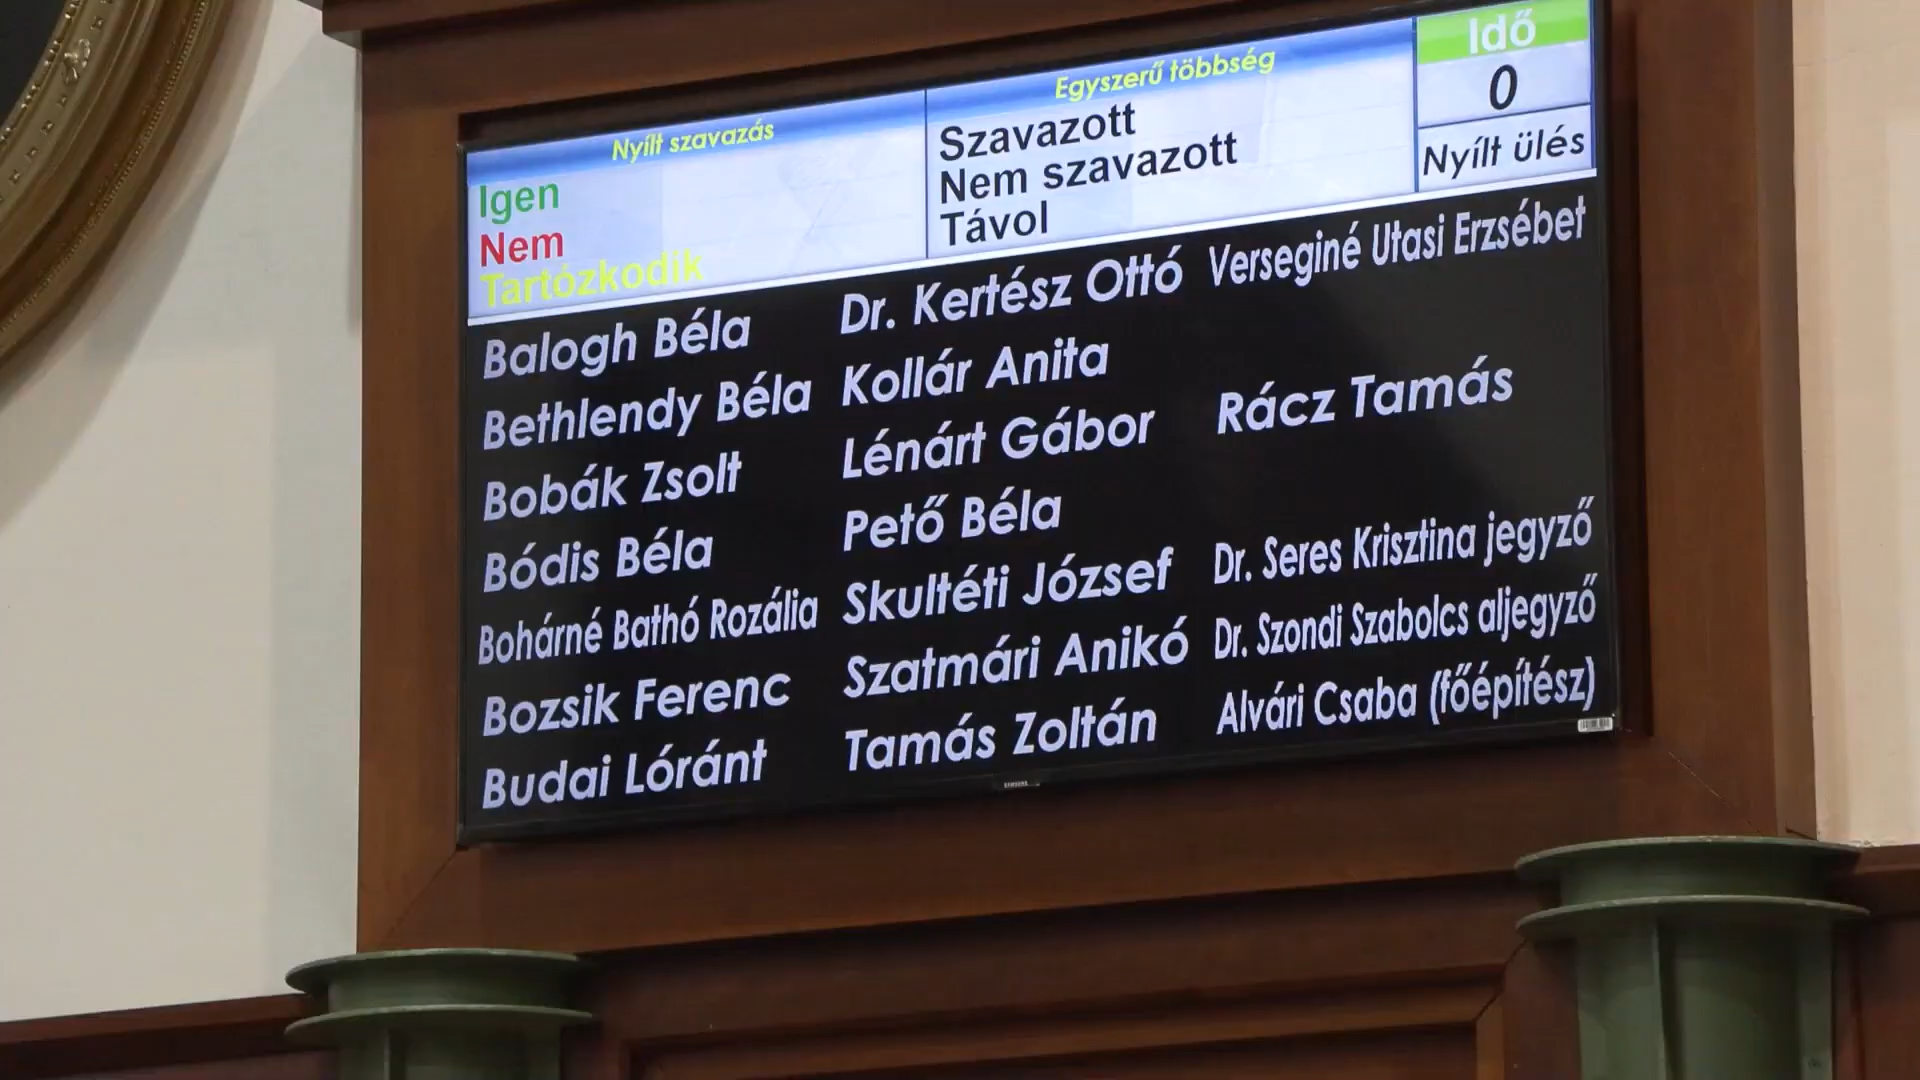 Nyílt szavazás
Igen
Nem
Tartózkodik
Egyszerű többség
Szavazott
Nem szavazott
Távol
Idő
0
Nyílt ülés
Balogh Béla
Bethlendy Béla
Bobák Zsolt
Bódis Béla
Bohárné Bathó Rozália
Bozsik Ferenc
Budai Lóránt
Dr. Kertész Ottó
Kollár Anita
Lénárt Gábor
Pető Béla
Skultéti József
Szatmári Anikó
Tamás Zoltán
Verseginé Utasi Erzsébet
Rácz Tamás
Dr. Seres Krisztina jegyző
Dr. Szondi Szabolcs aljegyző
Alvári Csaba (főépítész)
SAMSUNG